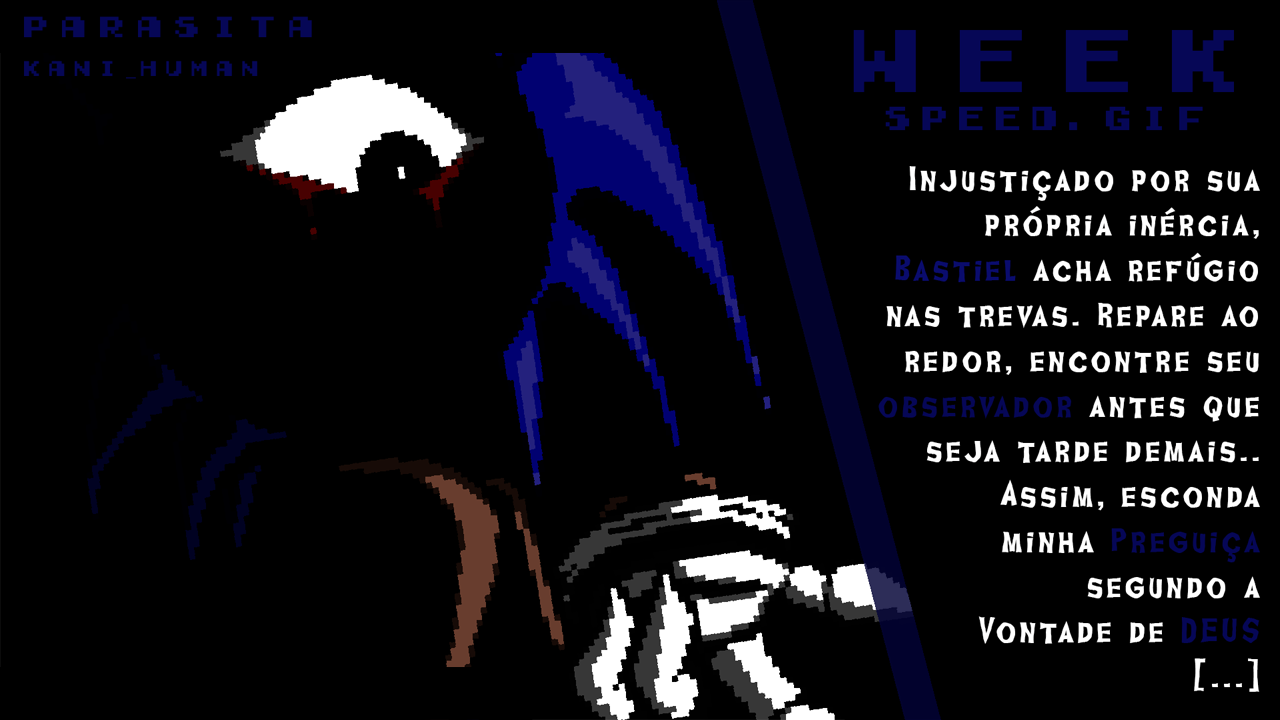 PARASITA
KANI_HUMAN
WEEK
SPEED.GIF
INJUSTiÇADO POR SUA
PRÓPRiA iNÉRCiA,
BASTiEL ACHA REFÚGiO
NAS TREVAS. REPARE AO
REDOR, ENCONTRE SEU
OBSERVADOR ANTES QUE
SEJA TARDE DEMAiS..
ASSiM, ESCONDA
MiNHA PREGUiÇA
SEGUNDO A
VONTADE DE DEUS
[...]